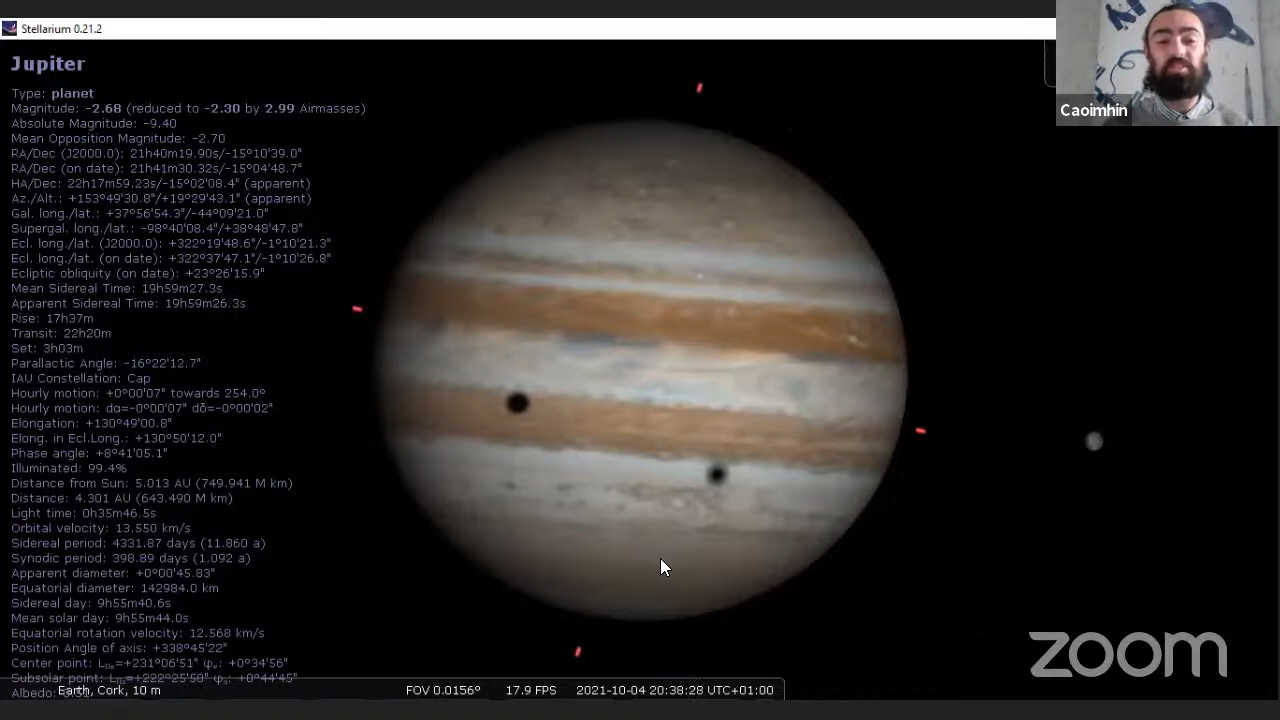 Stellarium 0.21.2
Jupiter
Type: planet
Magnitude: -2.68 (reduced to -2.30 by 2.99 Airmasses)
Absolute Magnitude: -9.40
Mean Opposition Magnitude: -2.70
RA/Dec (J2000.0): 21h40m19.90s/-15°10'39.0"
RA/Dec (on date): 21h41m30.32s/-15°04'48.7"
HA/Dec: 22h17m59.23s/-15°02'08.4" (apparent)
Az./Alt.: +153°49'30.8"/+19°29'43.1" (apparent)
Gal. long./lat.: +37°56'54.3"/-44°09'21.0"
Supergal. long./lat.: -98°40'08.4"/+38°48'47.8"
Ecl. long./lat. (J2000.0): +322°19'48.6"/-1°10'21.3"
Ecl. long./lat. (on date): +322°37'47.1"/-1°10'26.8"
Ecliptic obliquity (on date): +23°26'15.9"
Mean Sidereal Time: 19h59m27.3s
Apparent Sidereal Time: 19h59m26.3s
Rise: 17h37m
Transit: 22h20m
Set: 3h03m
Parallactic Angle: -16°22'12.7"
IAU Constellation: Cap
Hourly motion: +0°00'07" towards 254.0°
Hourly motion: dα=-0°00'07" dδ=-0°00'02"
Elongation: +130°49'00.8"
Elong. in Ecl.Long.: +130°50'12.0"
Phase angle: +8°41'05.1"
Illuminated: 99.4%
Distance from Sun: 5.013 AU (749.941 M km)
Distance: 4.301 AU (643.490 M km)
Light time: 0h35m46.5s
Orbital velocity: 13.550 km/s
Sidereal period: 4331.87 days (11.860 a)
Synodic period: 398.89 days (1.092 a)
Apparent diameter: +0°00'45.83"
Equatorial diameter: 142984.0 km
Sidereal day: 9h55m40.6s
Mean solar day: 9h55m44.0s
Equatorial rotation velocity: 12.568 km/s
Position Angle of axis: +338°45'22"
Center point: L =+231°06'51" φ : +0°34'56"
Subsolar point: L =+222°25'50" φ : +0°44'45"
Albedo:
Earth, Cork, 10 m
FOV 0.0156°
17.9 FPS
2021-10-04 20:38:28 UTC+01:00
Caoimhin
zoom